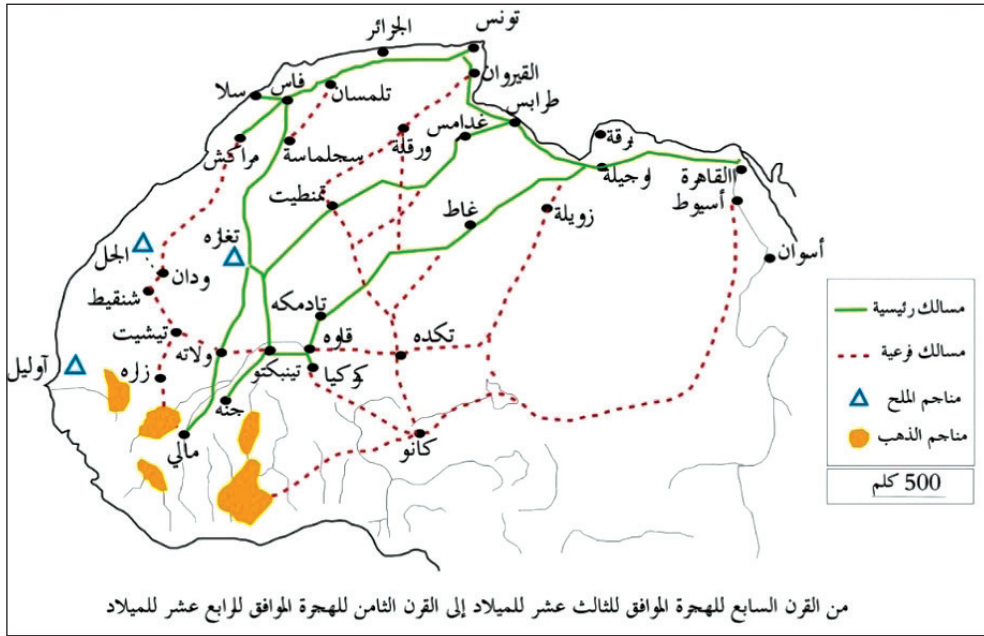 تونس
الجزائر
القيروان
طرابس
سلا
فاس
تلمسان
غدامس
ورقلة
سجلماسة
مراكش
برقة
اوجيلة
القاهرة
أسيوط
أسوان
تمنطيت
غاط
زويلة
تغازه
الجل
ودان
شنقيط
تادمكه
تيشيت
ولاته
قاوه
تكده
تينبكتو
كوكيا
آوليل
زاره
جنه
مالي
كانو
مسالك رئيسية
مسالك فرعية
مناجم الملح
مناجم الذهب
500 كلم
من القرن السابع للهجرة الموافق للثالث عشر للميلاد إلى القرن الثامن للهجرة الموافق للرابع عشر للميلاد